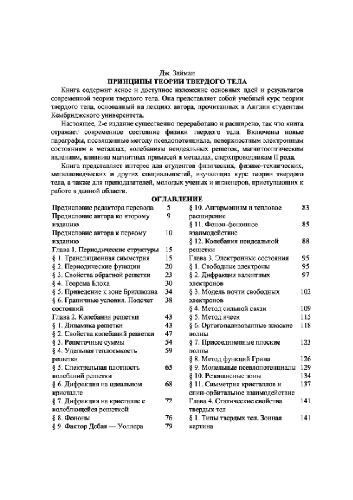 Дж. Займан
ПРИНЦИПЫ ТЕОРИИ ТВЕРДОГО ТЕЛА
Книга содержит ясное и доступное изложение основных идей и результатов
современной теории твердого тела. Она представляет собой учебный курс теории
твердого тела, основанный на лекциях автора, прочитанных в Англии студентам
Кембриджского университета.
Настоящее, 2-е издание существенно переработано и расширено, так что книга
отражает современное состояние физики твердого тела. Включены новые
параграфы, посвященные методу псевдопотенциала, поверхностным электронным
состояниям в металлах, колебаниям неидеальных решеток, магнитооптическим
явлениям, влиянию магнитных примесей в металлах, сверхпроводникам II рода.
Книга представляет интерес для студентов физических, физико-технических,
металловедческих и других специальностей, изучающих курс теории твердого
тела, а также для преподавателей, молодых ученых и инженеров, приступающих к
работе в данной области.
ОГЛАВЛЕНИЕ
Предисловие редактора перевода 5
Предисловие автора ко второму 9
изданию
Предисловие автора к первому 10
изданию
Глава 1. Периодические структуры 15
§ 1. Трансляционная симметрия 15
§ 2. Периодические функции 20
§ 3. Свойства обратной решетки 23
§ 4. Теорема Блоха 30
§ 5. Приведение к зоне Бриллюэна 34
§ 6. Граничные условия. Подсчет 38
состояний
Глава 2. Колебания решетки 43
§ 1. Динамика решетки 43
§ 2. Свойства колебаний решетки 47
§ 3. Решеточные суммы 54
§ 4. Удельная теплоемкость 59
решетки
§ 5. Спектральная плотность 63
колебаний решетки
§ 6. Дифракция на идеальном 68
кристалле
§ 7. Дифракция на кристалле с 72
колеблющейся решеткой
§ 8. Фононы 76
§ 9. Фактор Дебая — Уоллера 79
§ 10. Ангармонизм и тепловое 83
расширение
§ 11. Фонон-фононное 85
взаимодействие
§ 12. Колебания неидеальной 88
решетки
Глава 3. Электронные состояния 95
§ 1. Свободные электроны 95
§ 2. Дифракция валентных 97
электронов
§ 3. Модель почти свободных 102
электронов
§ 4. Метод сильной связи 109
§ 5. Метод ячеек 115
§ 6. Ортогонализованные плоские 118
волны
§ 7. Присоединенные плоские 123
волны
§ 8. Метод функций Грина 126
§ 9. Модельные псевдопотенциалы 129
§ 10. Резонансные зоны 134
§ 11. Симметрия кристаллов и 137
спин-орбитальное взаимодействие
Глава 4. Статические свойства 141
твердых тел
§ 1. Типы твердых тел. Зонная 141
картина